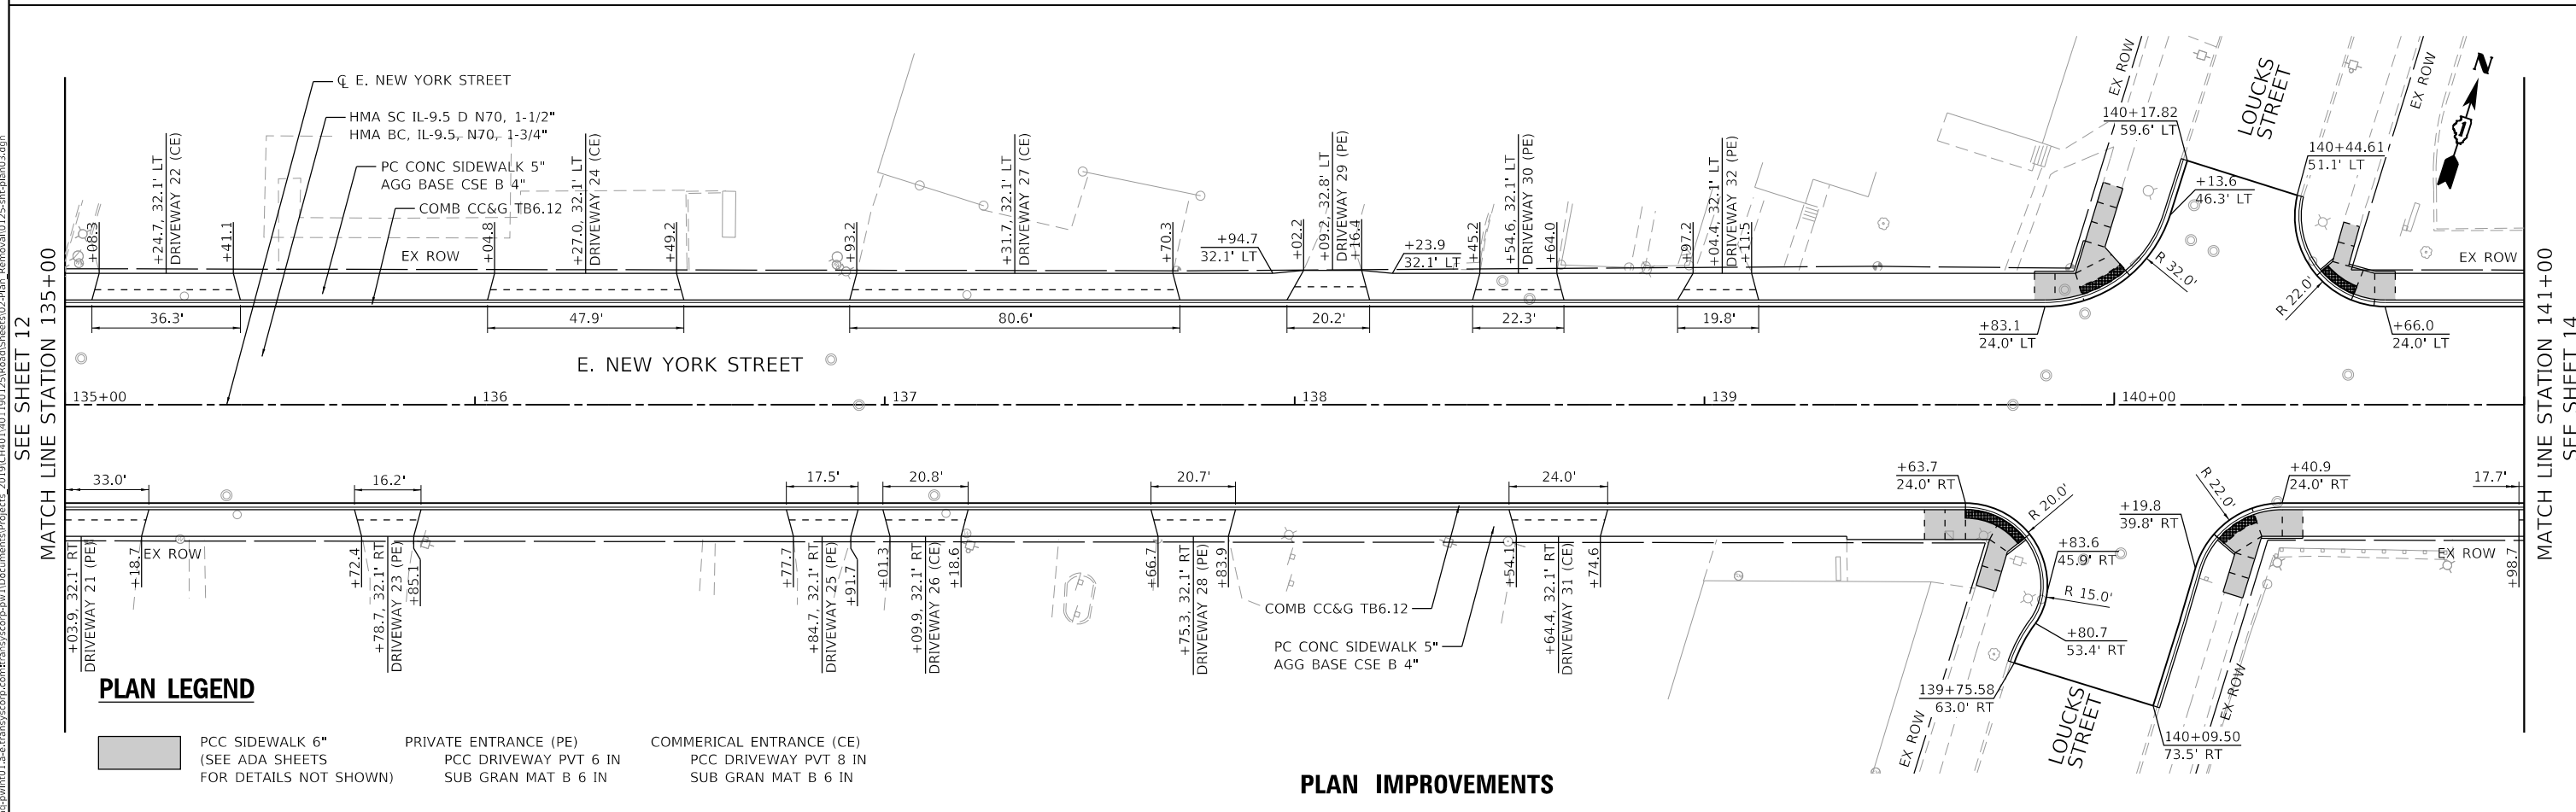 SEE SHEET 12
MATCH LINE STATION 135+00
℄ E. NEW YORK STREET
HMA SC IL-9.5 D N70, 1-1/2"
HMA BC, IL-9.5, N70, 1-3/4"
PC CONC SIDEWALK 5"
AGG BASE CSE B 4"
COMB CC&G TB6.12
EX ROW
+08.3
+24.7, 32.1' LT
DRIVEWAY 22 (CE)
+41.1
+04.8
+27.0, 32.1' LT
DRIVEWAY 24 (CE)
+49.2
+93.2
+31.7, 32.1' LT
DRIVEWAY 27 (CE)
+70.3
+94.7
32.1' LT
+02.2
+09.2, 32.8' LT
DRIVEWAY 29 (PE)
+16.4
+23.9
32.1' LT
+45.2
+54.6, 32.1' LT
DRIVEWAY 30 (PE)
+64.0
+97.2
+04.4, 32.1' LT
DRIVEWAY 32 (PE)
+11.5
EX ROW
140+17.82
59.6' LT
LOUCKS
STREET
EX ROW
N
140+44.61
51.1' LT
+13.6
46.3' LT
R 32.0'
R 22.0'
EX ROW
+83.1
24.0' LT
+66.0
24.0' LT
36.3'
47.9'
80.6'
20.2'
22.3'
19.8'
E. NEW YORK STREET
135+00
136
137
138
139
140+00
MATCH LINE STATION 141+00
SEE SHEET 14
33.0'
16.2'
17.5'
20.8'
20.7'
24.0'
+63.7
24.0' RT
R 20.0'
R 22.0'
+40.9
24.0' RT
17.7'
+19.8
39.8' RT
+03.9, 32.1' RT
DRIVEWAY 21 (PE)
+18.7
EX ROW
+72.4
+78.7, 32.1' RT
DRIVEWAY 23 (PE)
+85.1
+77.7
+84.7, 32.1' RT
DRIVEWAY 25 (PE)
+91.7
+01.3
+09.9, 32.1' RT
DRIVEWAY 26 (CE)
+18.6
+66.7
+75.3, 32.1' RT
DRIVEWAY 28 (PE)
+83.9
COMB CC&G TB6.12
PC CONC SIDEWALK 5"
AGG BASE CSE B 4"
+54.1
+64.4, 32.1' RT
DRIVEWAY 31 (CE)
+74.6
+83.6
45.9' RT
R 15.0'
+80.7
53.4' RT
EX ROW
+98.7
139+75.58
63.0' RT
EX ROW
LOUCKS
STREET
EX ROW
140+09.50
73.5' RT
PLAN LEGEND
PCC SIDEWALK 6"
(SEE ADA SHEETS
FOR DETAILS NOT SHOWN)
PRIVATE ENTRANCE (PE)
PCC DRIVEWAY PVT 6 IN
SUB GRAN MAT B 6 IN
COMMERICAL ENTRANCE (CE)
PCC DRIVEWAY PVT 8 IN
SUB GRAN MAT B 6 IN
PLAN IMPROVEMENTS